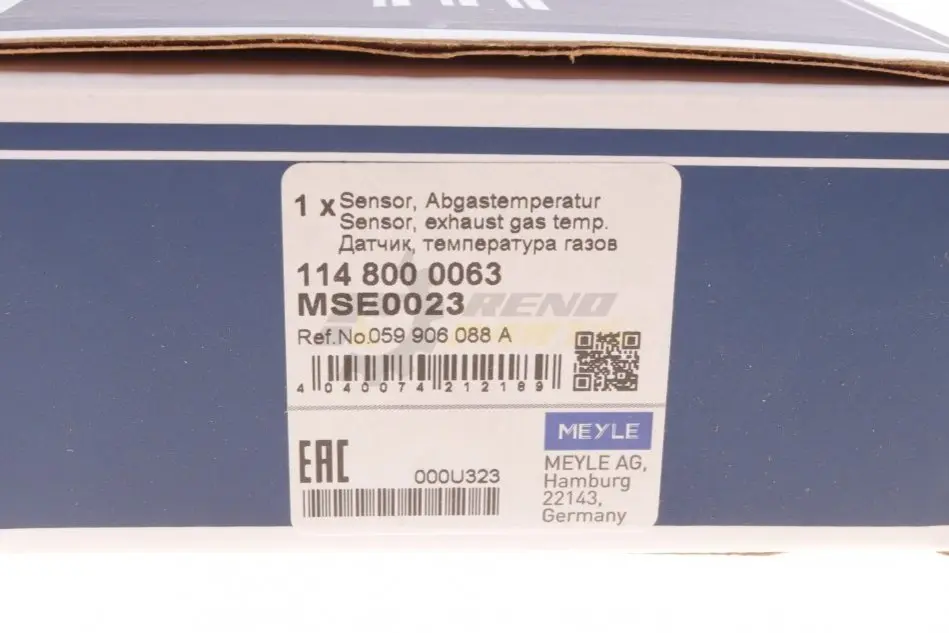 1 x Sensor, Abgastemperatur
Sensor, exhaust gas temp.
Датчик, температура газов
114 800 0063
MSE0023
RENO
Ref.No.059 906 088 A
4 040074 212189
EAC
000U323
MEYLE
MEYLE AG,
Hamburg
22143,
Germany